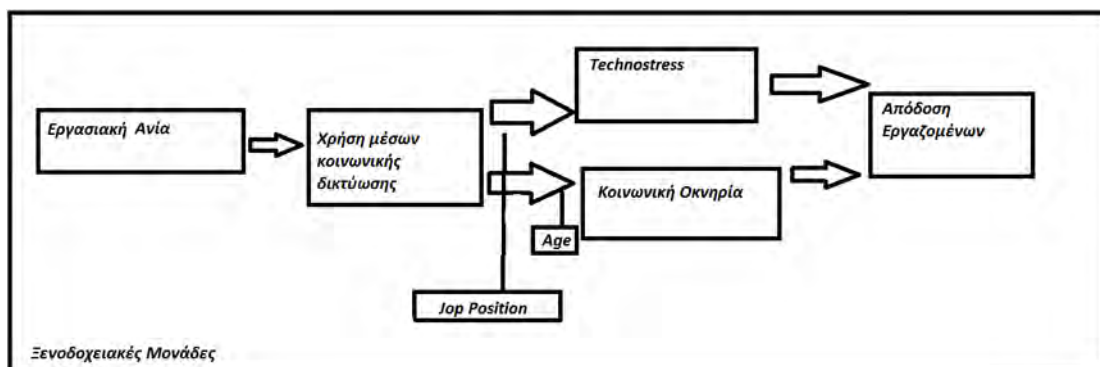 Technostress
Εργασιακή Ανία
Χρήση μέσων
κοινωνικής
δικτύωσης
Απόδοση
Εργαζομένων
Κοινωνική Οκνηρία
Age
Jop Position
Ξενοδοχειακές Μονάδες